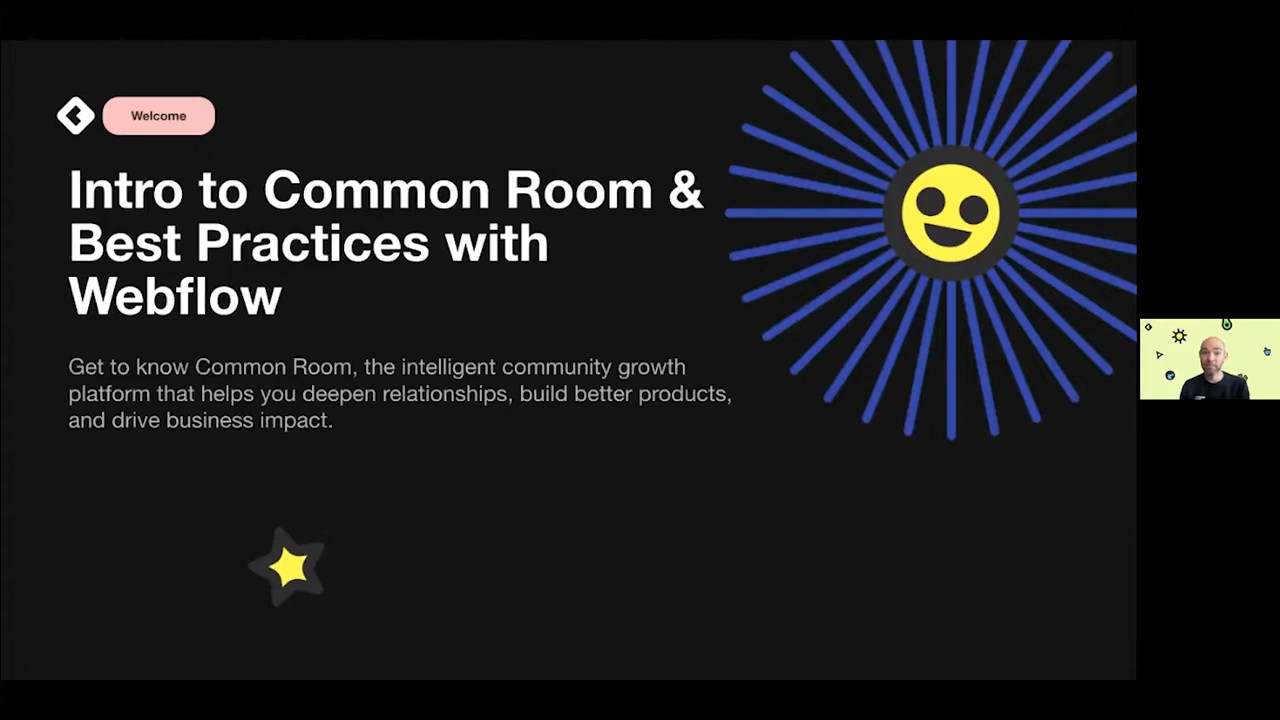 Welcome
Intro to Common Room &
Best Practices with
Webflow
Get to know Common Room, the intelligent community growth
platform that helps you deepen relationships, build better products,
and drive business impact.